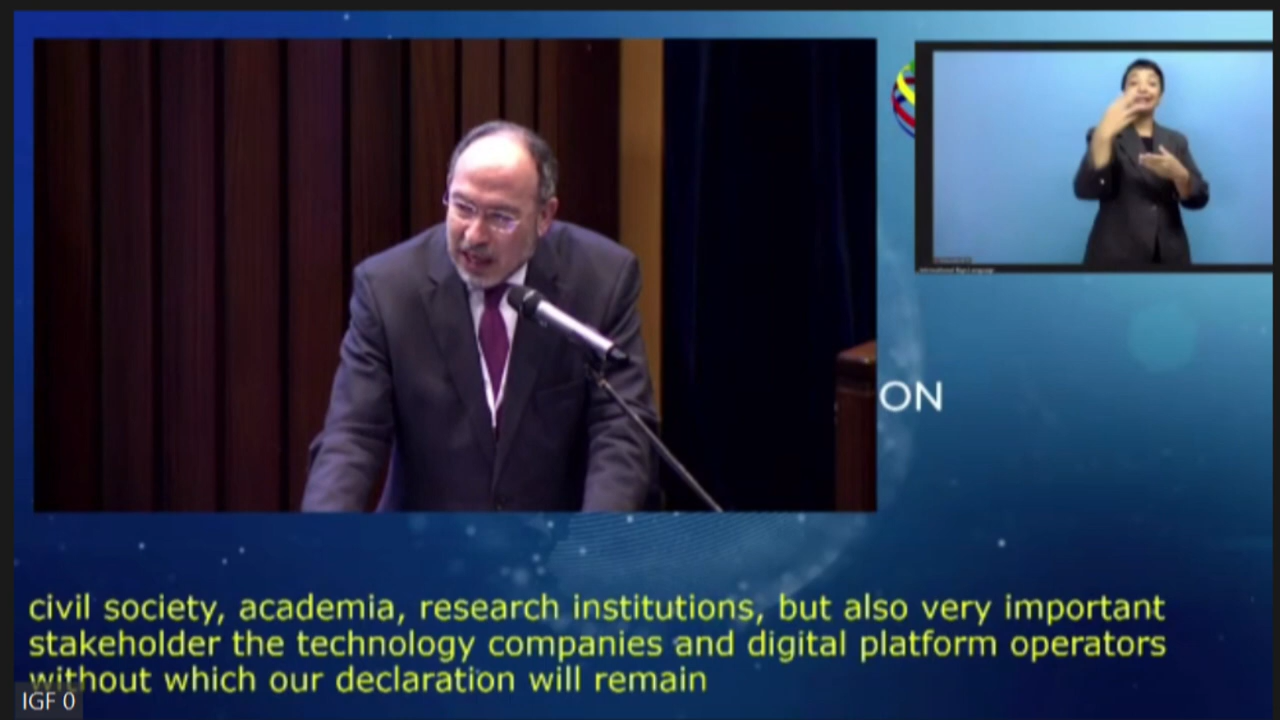 ON
civil society, academia, research institutions, but also very important
stakeholder the technology companies and digital platform operators
without which our declaration will remain
IGF 0